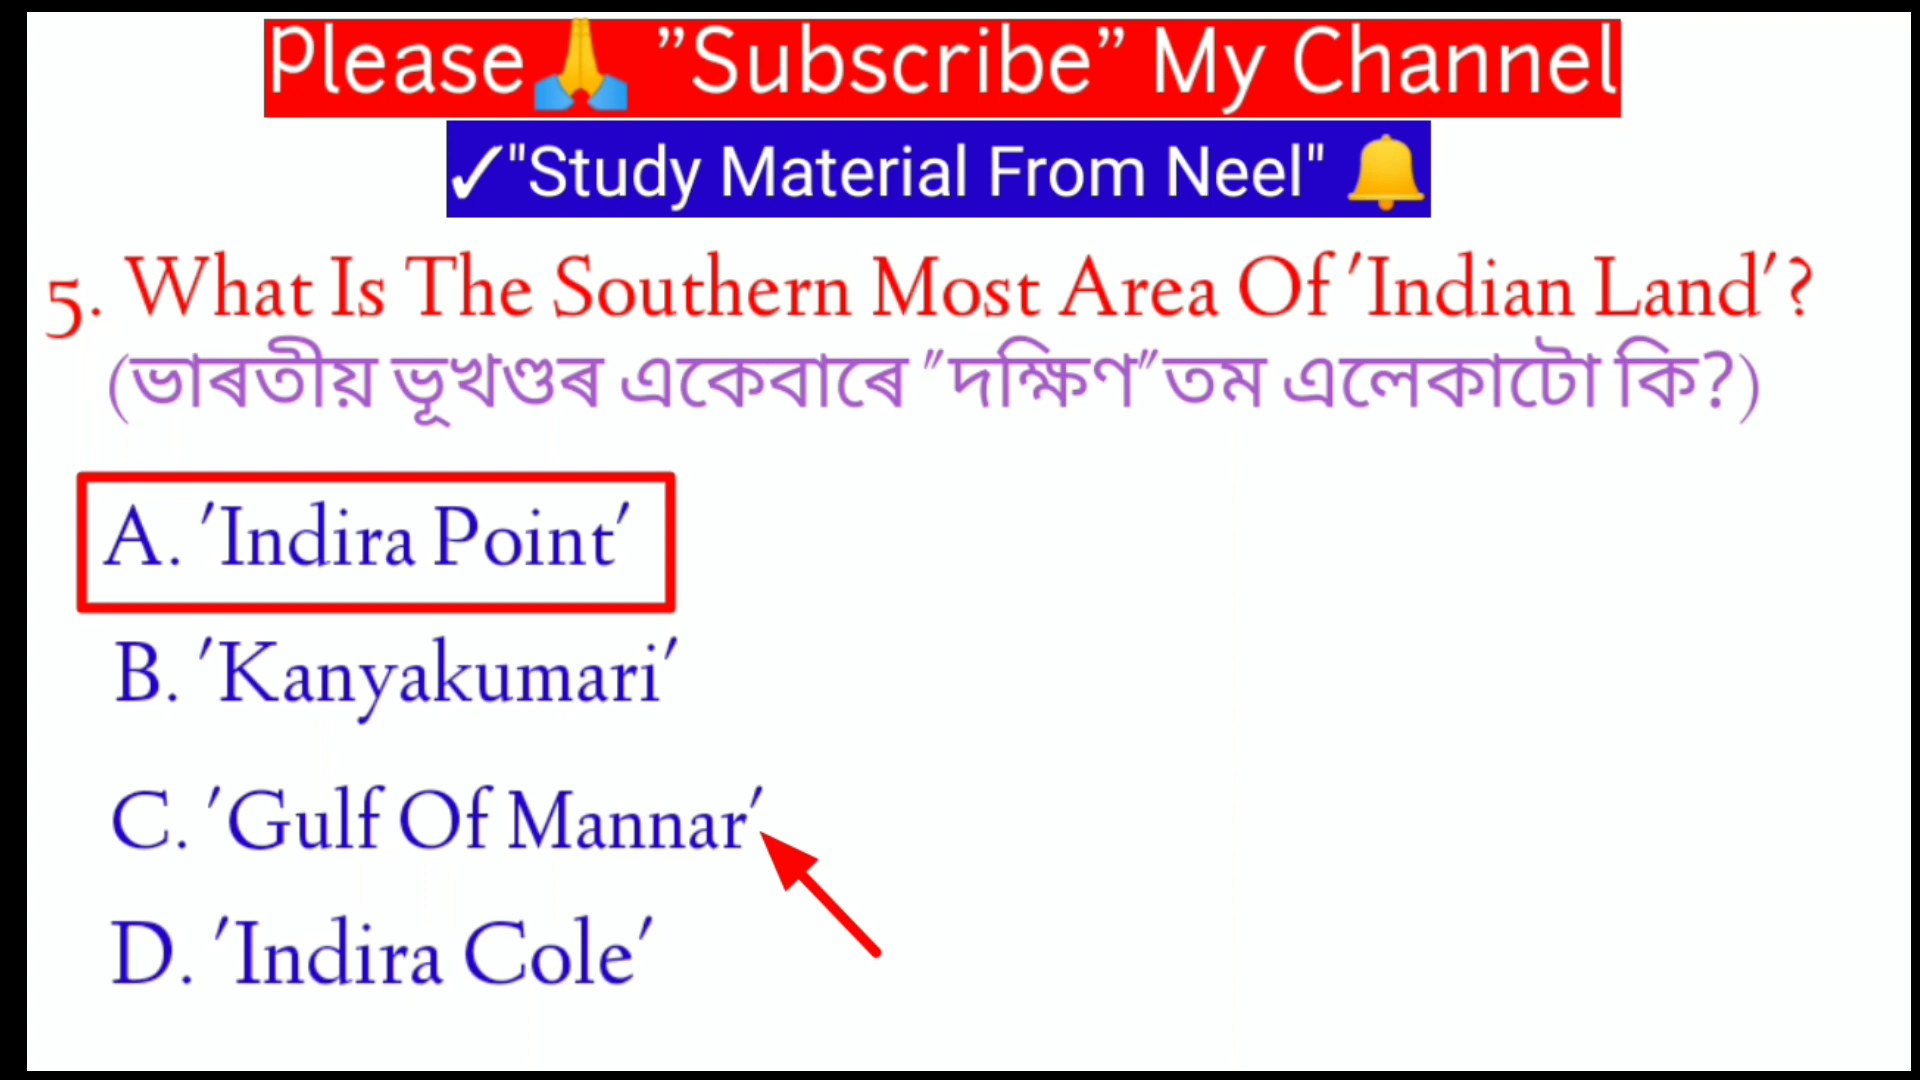 Please🙏 ”Subscribe” My Channel
✓"Study Material From Neel" 🔔
5. What Is The Southern Most Area Of 'Indian Land'?
(ভাৰতীয় ভূখণ্ডৰ একেবাৰে "দক্ষিণ"তম এলেকাটো কি?)
A. 'Indira Point'
B. 'Kanyakumari'
C. 'Gulf Of Mannar'
D. 'Indira Cole'